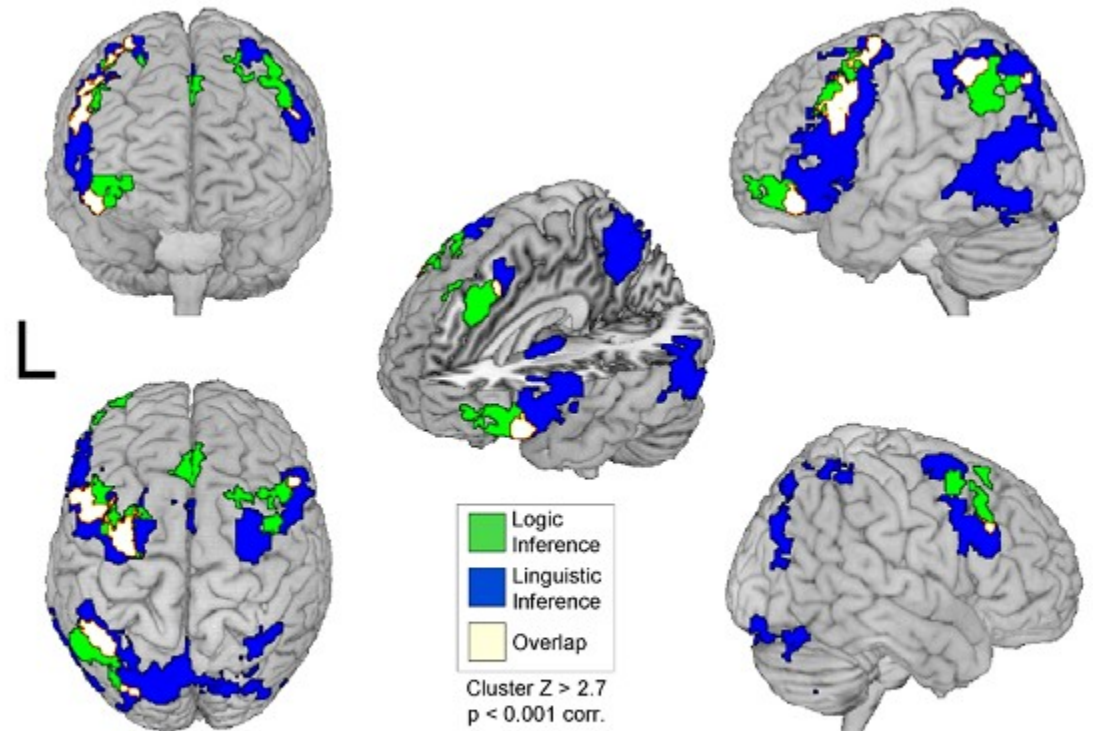 L
Logic
Inference
Linguistic
Inference
Overlap
Cluster Z > 2.7
p < 0.001 corr.